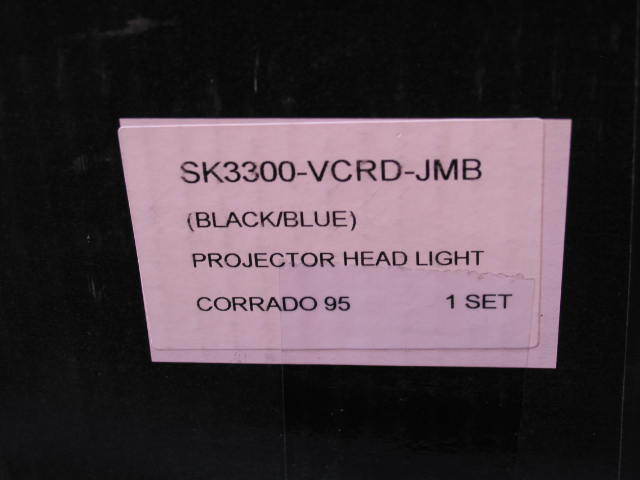 SK3300-VCRD-JMB
(BLACK/BLUE)
PROJECTOR HEAD LIGHT
CORRADO 95 1 SET